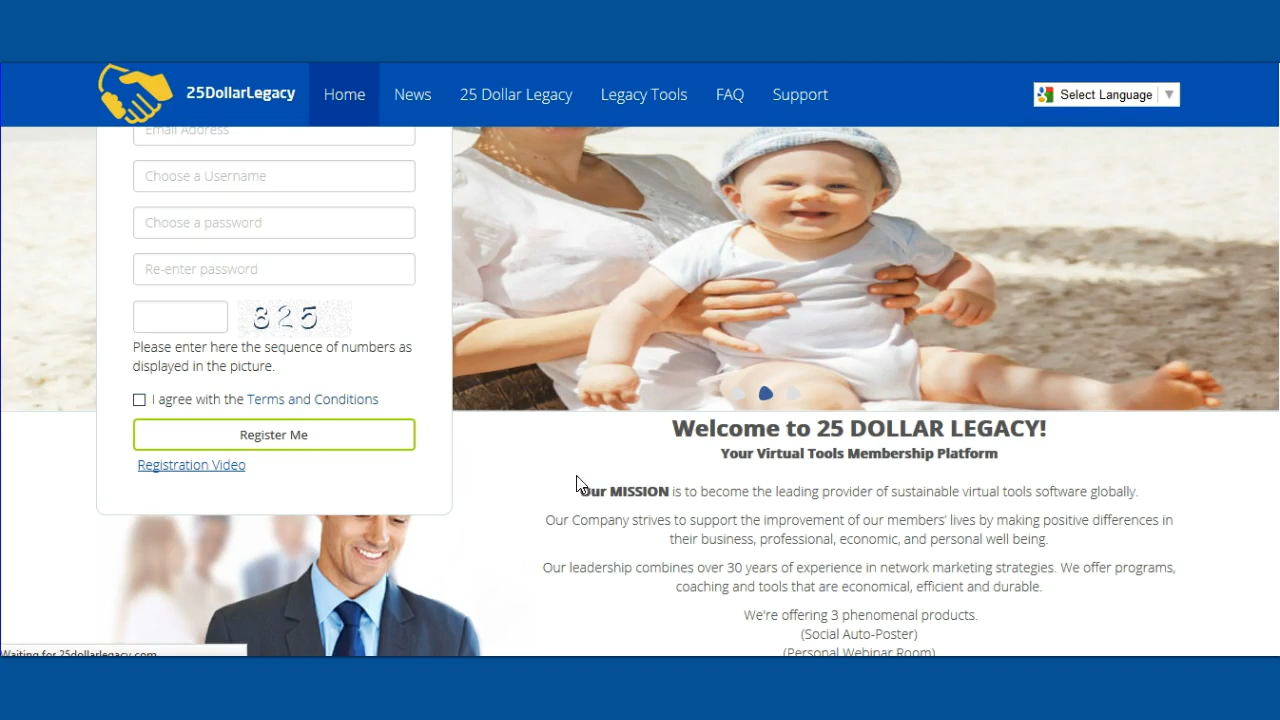 25DollarLegacy
Home
News
25 Dollar Legacy
Legacy Tools
FAQ
Support
Select Language
Email Address
Choose a Username
Choose a password
Re-enter password
825
Please enter here the sequence of numbers as
displayed in the picture.
I agree with the Terms and Conditions
Register Me
Registration Video
Welcome to 25 DOLLAR LEGACY!
Your Virtual Tools Membership Platform
Our MISSION is to become the leading provider of sustainable virtual tools software globally.
Our Company strives to support the improvement of our members' lives by making positive differences in
their business, professional, economic, and personal well being.
Our leadership combines over 30 years of experience in network marketing strategies. We offer programs,
coaching and tools that are economical, efficient and durable.
We're offering 3 phenomenal products.
(Social Auto-Poster)
(Personal Webinar Room)
Waiting for 25dollarlegacy.com